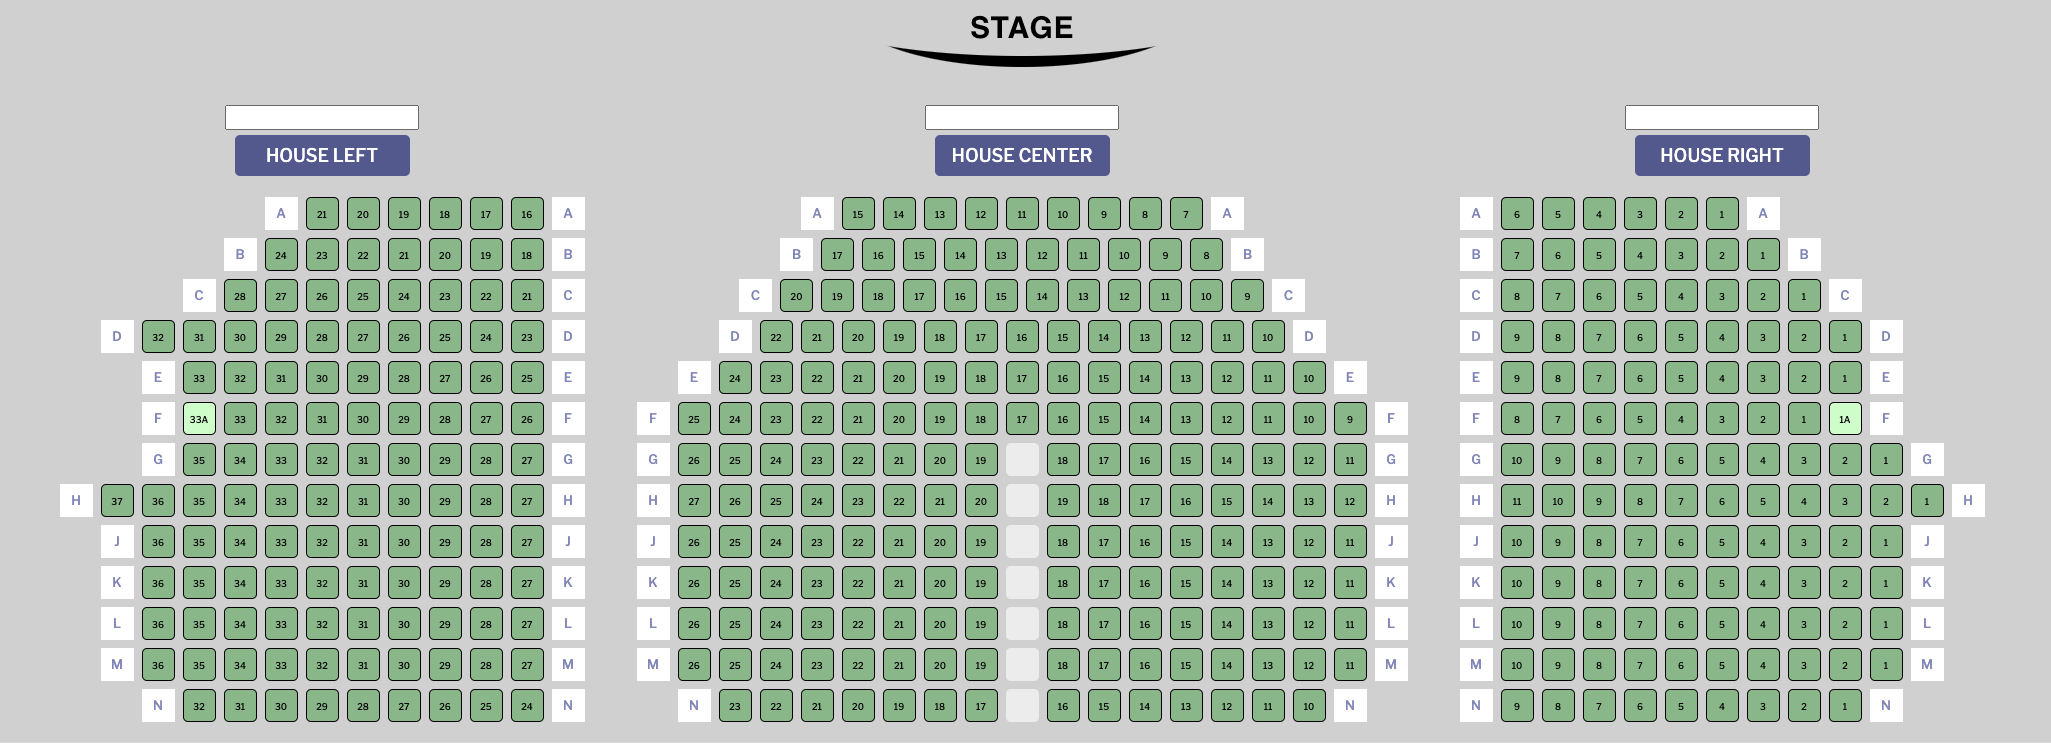 STAGE
HOUSE LEFT HOUSE CENTER HOUSE RIGHT
A 21 20 19 18 17 16 A A 15 14 13 12 11 10 9 8 7 A A 6 5 4 3 2 1 A
B 24 23 22 21 20 19 18 B B 17 16 15 14 13 12 11 10 9 8 B B 7 6 5 4 3 2 1 B
C 28 27 26 25 24 23 22 21 C C 20 19 18 17 16 15 14 13 12 11 10 9 C C 8 7 6 5 4 3 2 1 C
D 32 31 30 29 28 27 26 25 24 23 D D 22 21 20 19 18 17 16 15 14 13 12 11 10 D D 9 8 7 6 5 4 3 2 1 D
E 33 32 31 30 29 28 27 26 25 E E 24 23 22 21 20 19 18 17 16 15 14 13 12 11 10 E E 9 8 7 6 5 4 3 2 1 E
F 33A 33 32 31 30 29 28 27 26 F F 25 24 23 22 21 20 19 18 17 16 15 14 13 12 11 10 9 F F 8 7 6 5 4 3 2 1 1A F
G 35 34 33 32 31 30 29 28 27 G G 26 25 24 23 22 21 20 19 18 17 16 15 14 13 12 11 G G 10 9 8 7 6 5 4 3 2 1 G
H 37 36 35 34 33 32 31 30 29 28 27 H H 27 26 25 24 23 22 21 20 19 18 17 16 15 14 13 12 H H 11 10 9 8 7 6 5 4 3 2 1 H
J 36 35 34 33 32 31 30 29 28 27 J J 26 25 24 23 22 21 20 19 18 17 16 15 14 13 12 11 J J 10 9 8 7 6 5 4 3 2 1 J
K 36 35 34 33 32 31 30 29 28 27 K K 26 25 24 23 22 21 20 19 18 17 16 15 14 13 12 11 K K 10 9 8 7 6 5 4 3 2 1 K
L 36 35 34 33 32 31 30 29 28 27 L L 26 25 24 23 22 21 20 19 18 17 16 15 14 13 12 11 L L 10 9 8 7 6 5 4 3 2 1 L
M 36 35 34 33 32 31 30 29 28 27 M M 26 25 24 23 22 21 20 19 18 17 16 15 14 13 12 11 M M 10 9 8 7 6 5 4 3 2 1 M
N 32 31 30 29 28 27 26 25 24 N N 23 22 21 20 19 18 17 16 15 14 13 12 11 10 N N 9 8 7 6 5 4 3 2 1 N